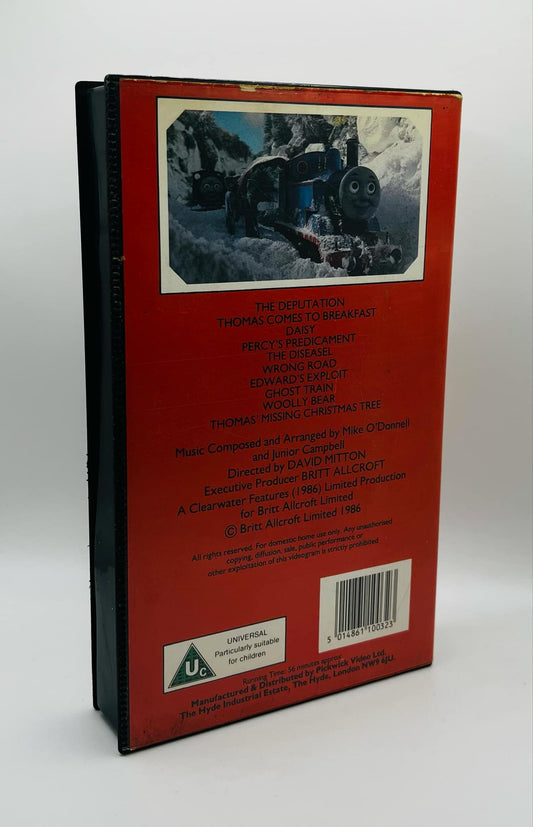 THE DEPUTATION
THOMAS COMES TO BREAKFAST
DAISY
PERCY'S PREDICAMENT
THE DISEASEL
WRONG ROAD
EDWARD'S EXPLOIT
GHOST TRAIN
WOOLLY BEAR
THOMAS' MISSING CHRISTMAS TREE
Music Composed and Arranged by Mike O'Donnell
and Junior Campbell
Directed by DAVID MITTON
Executive Producer BRITT ALLCROFT
A Clearwater Features (1986) Limited Production
for Britt Allcroft Limited
© Britt Allcroft Limited 1986
All rights reserved. For domestic home use only. Any unauthorised
copying, diffusion, sale, public performance or
other exploitation of this videogram is strictly prohibited
5 014861 100323
Uc
UNIVERSAL
Particularly suitable
for children
Running Time: 56 minutes approx.
Manufactured & Distributed by Pickwick Video Ltd.
The Hyde Industrial Estate, The Hyde, London NW9 6JU.